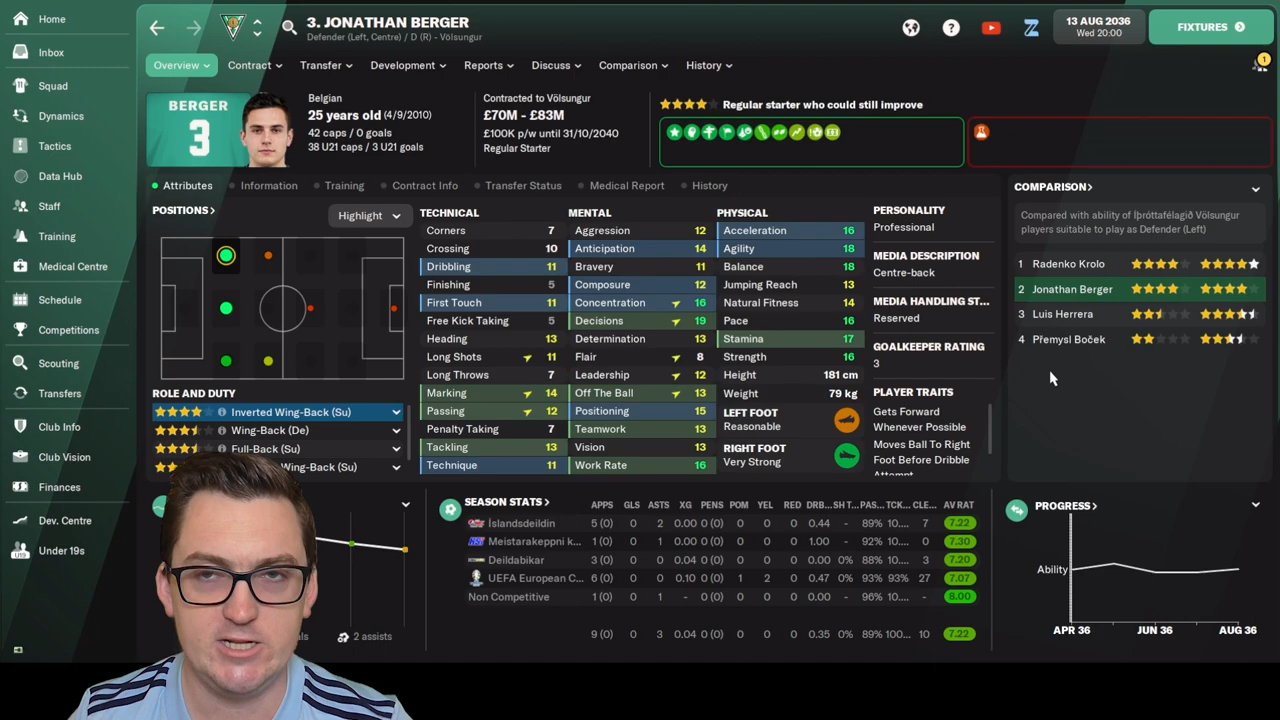 Home
Inbox
Squad
Dynamics
Tactics
Data Hub
Staff
Training
Medical Centre
Schedule
Competitions
Scouting
Transfers
Club Info
Club Vision
Finances
Dev. Centre
Under 19s
3. JONATHAN BERGER
Defender (Left, Centre) / D (R) - Völsungur
13 AUG 2036
Wed 20:00
FIXTURES
Overview
Contract
Transfer
Development
Reports
Discuss
Comparison
History
1
BERGER
3
Belgian
25 years old (4/9/2010)
42 caps / 0 goals
38 U21 caps / 3 U21 goals
Contracted to Völsungur
£70M - £83M
£100K p/w until 31/10/2040
Regular Starter
Regular starter who could still improve
Attributes
Information
Training
Contract Info
Transfer Status
Medical Report
History
POSITIONS
Highlight
ROLE AND DUTY
Inverted Wing-Back (Su)
Wing-Back (De)
Full-Back (Su)
Wing-Back (Su)
TECHNICAL
Corners 7
Crossing 10
Dribbling 11
Finishing 5
First Touch 11
Free Kick Taking 5
Heading 13
Long Shots 11
Long Throws 7
Marking 14
Passing 12
Penalty Taking 7
Tackling 13
Technique 11
MENTAL
Aggression 12
Anticipation 14
Bravery 11
Composure 12
Concentration 16
Decisions 19
Determination 13
Flair 8
Leadership 12
Off The Ball 13
Positioning 15
Teamwork 13
Vision 13
Work Rate 16
PHYSICAL
Acceleration 16
Agility 18
Balance 18
Jumping Reach 13
Natural Fitness 14
Pace 16
Stamina 17
Strength 16
Height 181 cm
Weight 79 kg
LEFT FOOT
Reasonable
RIGHT FOOT
Very Strong
PERSONALITY
Professional
MEDIA DESCRIPTION
Centre-back
MEDIA HANDLING ST...
Reserved
GOALKEEPER RATING
3
PLAYER TRAITS
Gets Forward
Whenever Possible
Moves Ball To Right
Foot Before Dribble
Attempt
COMPARISON
Compared with ability of Íþróttafélagið Völsungur
players suitable to play as Defender (Left)
1 Radenko Krolo
2 Jonathan Berger
3 Luis Herrera
4 Přemysl Boček
2 assists
SEASON STATS
APPS GLS ASTS XG PENS POM YEL RED DRB... SH T... PAS... TCK... CLE... AV RAT
Íslandsdeildin 5 (0) 0 2 0.00 0 (0) 0 0 0 0.44 - 89% 10.... 7 7.22
Meistarakeppni k... 1 (0) 0 1 0.00 0 (0) 0 0 0 1.00 - 92% 10.... 0 7.30
Deildabikar 3 (0) 0 0 0.04 0 (0) 0 0 0 0.00 0% 88% 10.... 3 7.20
UEFA European C... 6 (0) 0 0 0.10 0 (0) 1 2 0 0.47 0% 93% 93% 27 7.07
Non Competitive 1 (0) 0 1 - 0 (0) 0 0 0 0.00 - 96% 10.... 0 8.00
9 (0) 0 3 0.04 0 (0) 0 0 0 0.35 0% 89% 100... 10 7.22
PROGRESS
Ability
APR 36
JUN 36
AUG 36